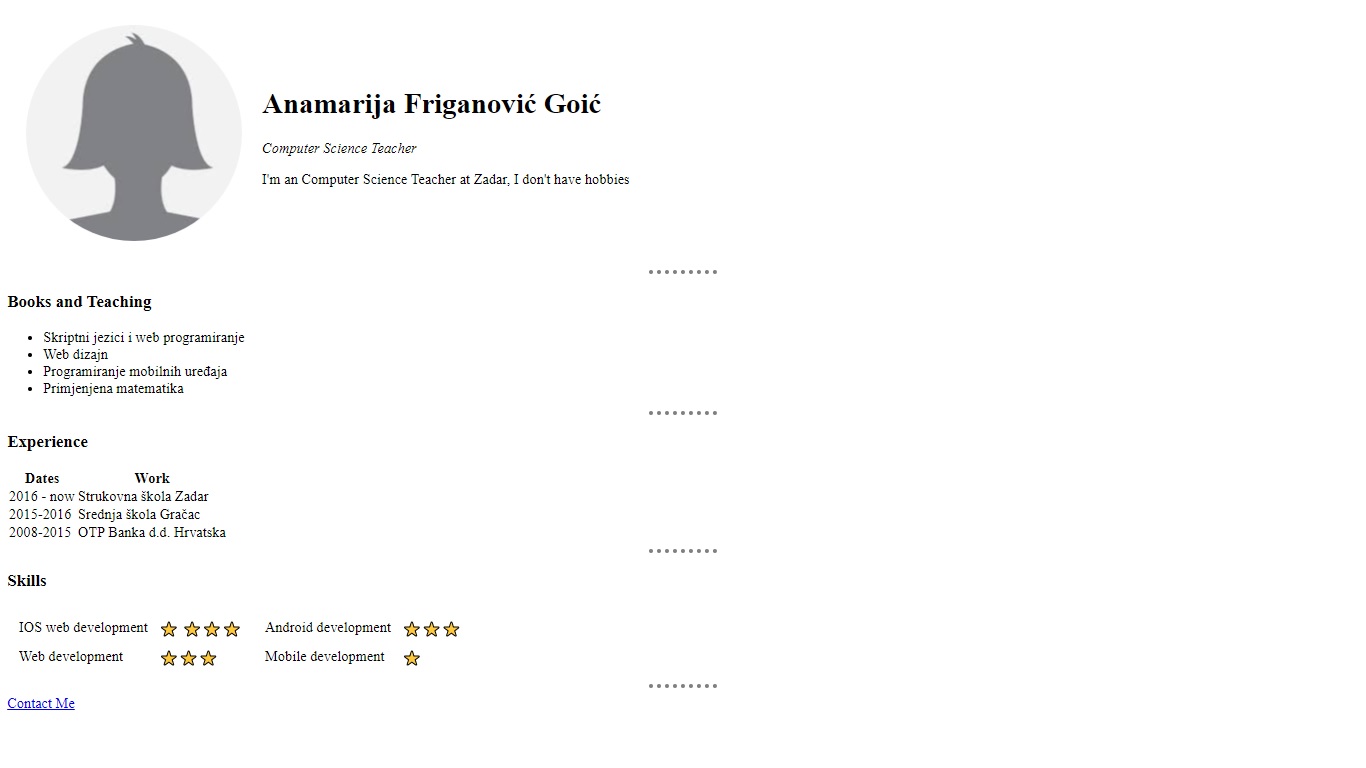 Anamarija Friganović Goić
Computer Science Teacher
I'm an Computer Science Teacher at Zadar, I don't have hobbies
Books and Teaching
Skriptni jezici i web programiranje
Web dizajn
Programiranje mobilnih uređaja
Primjenjena matematika
Experience
Dates Work
2016 - now Strukovna škola Zadar
2015-2016 Srednja škola Gračac
2008-2015 OTP Banka d.d. Hrvatska
Skills
IOS web development Android development
Web development Mobile development
Contact Me